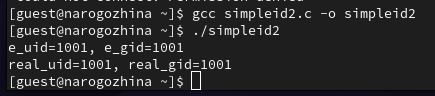 [guest@narogozhina ~]$ gcc simpleid2.c -o simpleid2
[guest@narogozhina ~]$ ./simpleid2
e_uid=1001, e_gid=1001
real_uid=1001, real_gid=1001
[guest@narogozhina ~]$